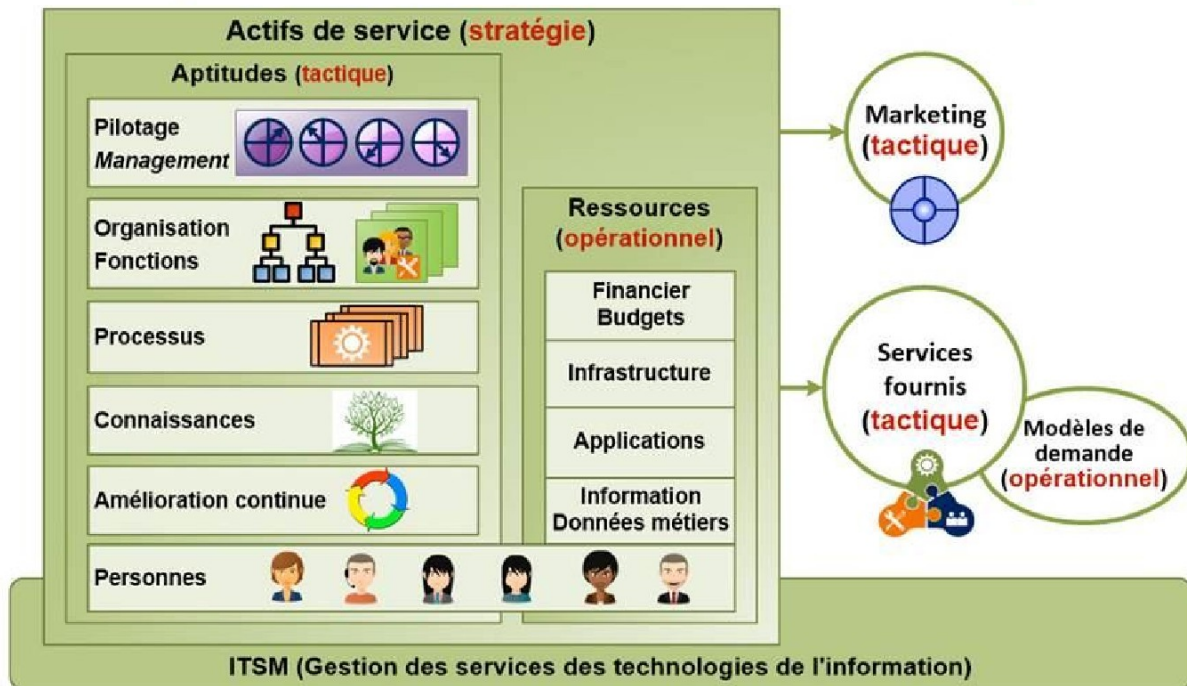 Actifs de service (stratégie)
Aptitudes (tactique)
Pilotage
Management
Organisation
Fonctions
Processus
Connaissances
Amélioration continue
Personnes
Ressources
(opérationnel)
Financier
Budgets
Infrastructure
Applications
Information
Données métiers
Marketing
(tactique)
Services
fournis
(tactique)
Modèles de
demande
(opérationnel)
ITSM (Gestion des services des technologies de l'information)